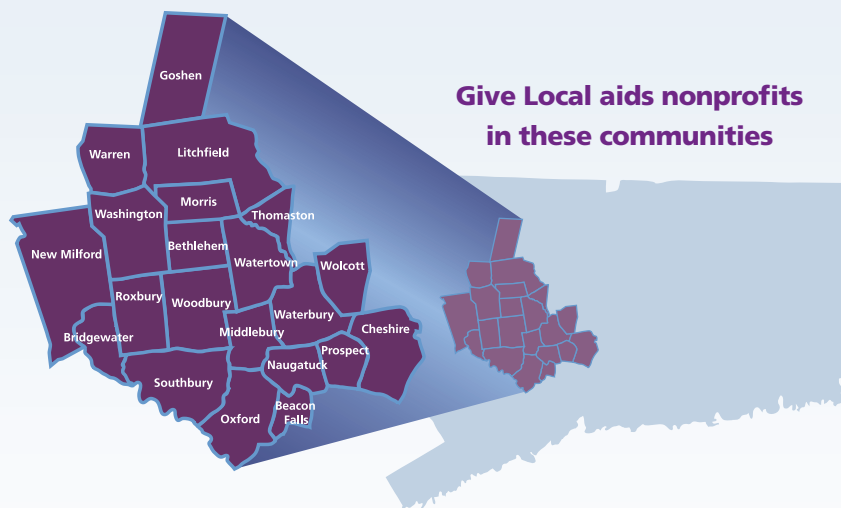 Goshen
Give Local aids nonprofits
in these communities
Warren
Litchfield
Morris
Washington
Thomaston
Bethlehem
New Milford
Watertown
Wolcott
Roxbury
Woodbury
Waterbury
Bridgewater
Middlebury
Cheshire
Prospect
Naugatuck
Southbury
Oxford
Beacon
Falls